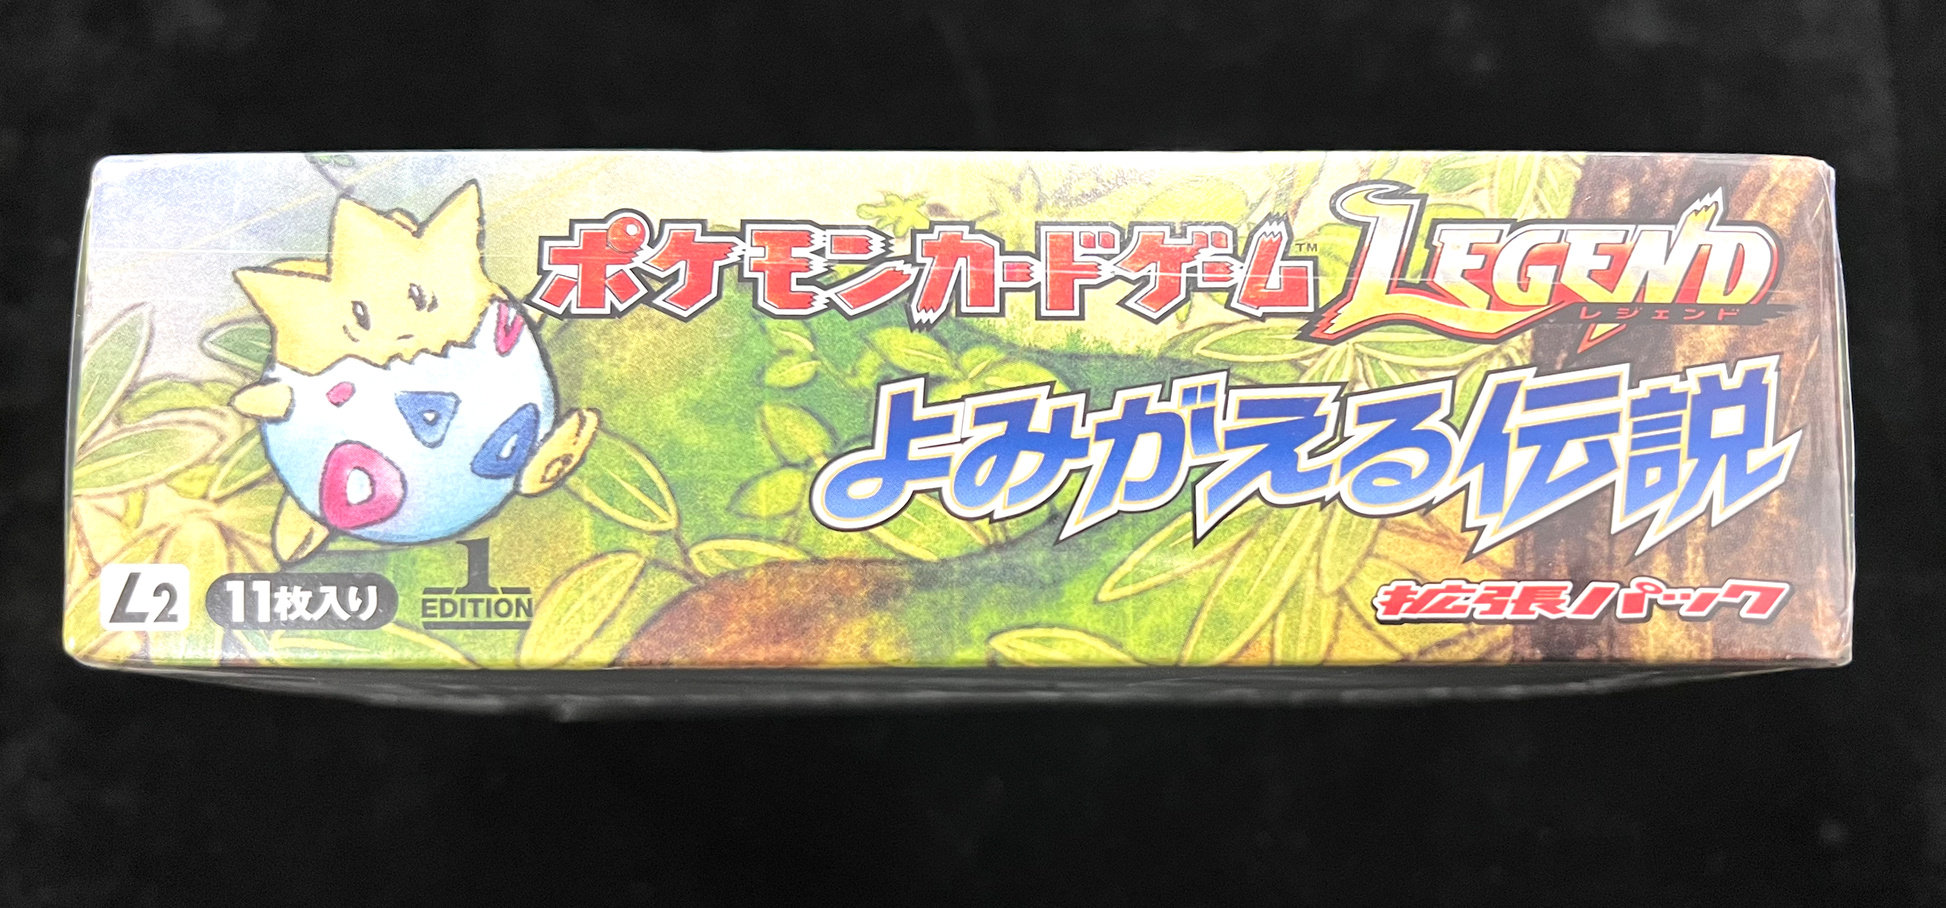 ポケモンカードゲーム™ LEGEND
レジェンド
よみがえる伝説
拡張パック
L2 11枚入り 1 EDITION